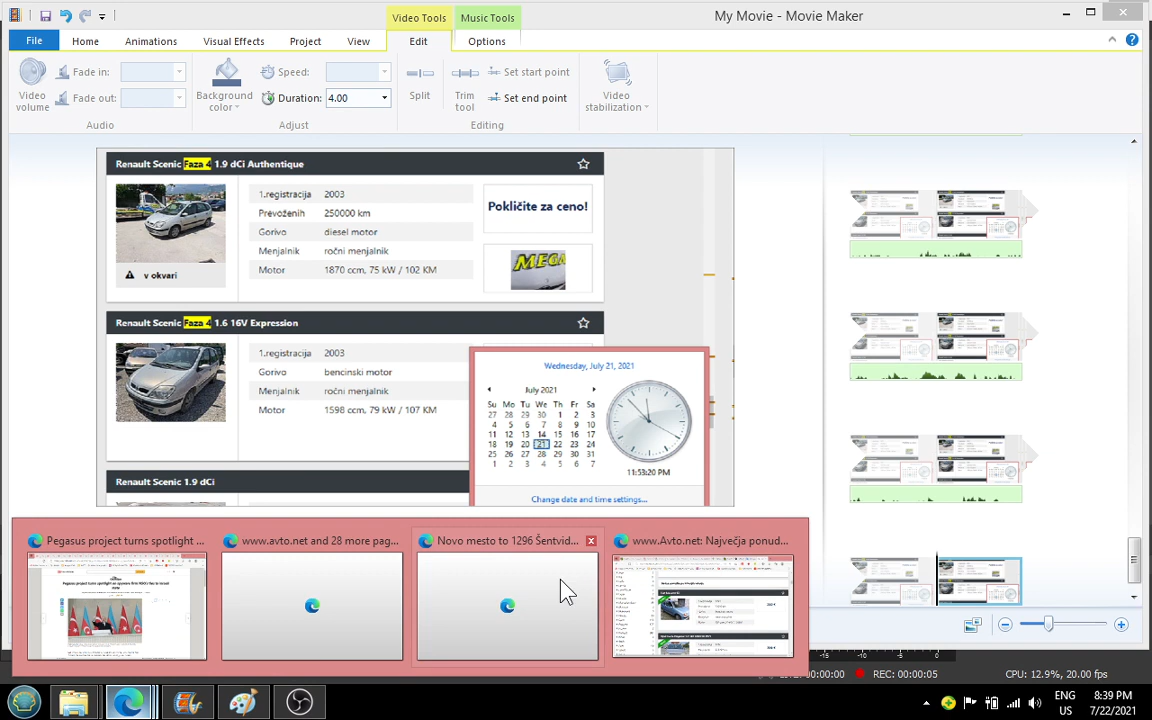 Video Tools
Music Tools
My Movie - Movie Maker
File
Home
Animations
Visual Effects
Project
View
Edit
Options
Video volume
Fade in:
Fade out:
Audio
Background color
Speed:
Duration: 4.00
Adjust
Split
Trim tool
Set start point
Set end point
Editing
Video stabilization
Renault Scenic Faza 4 1.9 dCi Authentique
1.registracija 2003
Prevoženih 250000 km
Gorivo diesel motor
Menjalnik ročni menjalnik
Motor 1870 ccm, 75 kW / 102 KM
v okvari
Pokličite za ceno!
MEGA
Renault Scenic Faza 4 1.6 16V Expression
1.registracija 2003
Gorivo bencinski motor
Menjalnik ročni menjalnik
Motor 1598 ccm, 79 kW / 107 KM
Renault Scenic 1.9 dCi
Wednesday, July 21, 2021
July 2021
Su Mo Tu We Th Fr Sa
27 28 29 30 1 2 3
4 5 6 7 8 9 10
11 12 13 14 15 16 17
18 19 20 21 22 23 24
25 26 27 28 29 30 31
1 2 3 4 5 6 7
11:53:20 PM
Change date and time settings...
Pegasus project turns spotlight ...
www.avto.net and 28 more pag...
Novo mesto to 1296 Šentvid...
www.Avto.net: Največja ponud...
-15 -10 -5 0
00:00:00
REC: 00:00:05
CPU: 12.9%, 20.00 fps
ENG
US
8:39 PM
7/22/2021